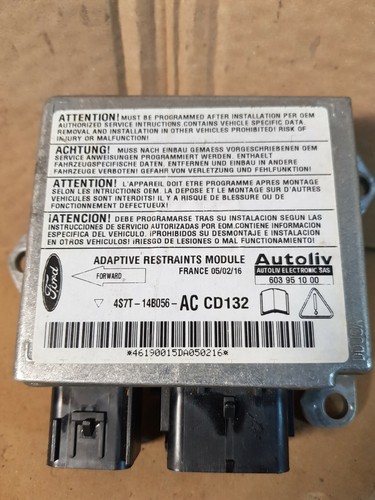 ATTENTION! MUST BE PROGRAMMED AFTER INSTALLATION PER OEM
AUTHORIZED SERVICE INTRUCTIONS.CONTAINS VEHICLE SPECIFIC DATA
REMOVAL AND INSTALLATION IN OTHER VEHICLES PROHIBITED! RISK OF
INJURY OR MALFUNCTION!
ACHTUNG! MUSS NACH EINBAU GEMAESS VORGESCHRIEBENEN OEM
SERVICE ANWEISUNGEN PROGRAMMIERT WERDEN. ENTHAELT
FAHRZEUGSPEZIFISCHE DATEN. ENTFERNEN UND EINBAU IN ANDERE
FAHRZEUGE VERBOTEN! GEFAHR VON VERLETZUNG UND FEHLFUNKTION!
ATTENTION! L'APPAREIL DOIT ETRE PROGRAMME APRES MONTAGE
SELON LES INSTUCTIONS OEM .LA DEPOSE ET LE MONTAGE SUR D'AUTRES
VEHICULES SONT INTERDITS! IL Y A RISQUE DE BLESSURE OU DE
FONCTIONNEMENT DEFECTUEUX!
¡ATENCION! DEBE PROGRAMARSE TRAS SU INSTALACION SEGUN LAS
INSTRUCCIONES DE SERVICIO AUTORIZADAS POR OEM.CONTIENE INFORMACION
ESPECIFICA DEL VEHICULO. ¡PROHIBIDO SU DESMONTAJE E INSTALACION
EN OTROS VEHICULOS! ¡RIESGO DE LESIONES O MAL FUNCIONAMIENTO!
Ford
ADAPTIVE RESTRAINTS MODULE
FORWARD
FRANCE 05/02/16
Autoliv
AUTOLIV ELECTRONIC SAS
603 95 10 00
4S7T-14B056-AC CD132
*46190015DA050216*